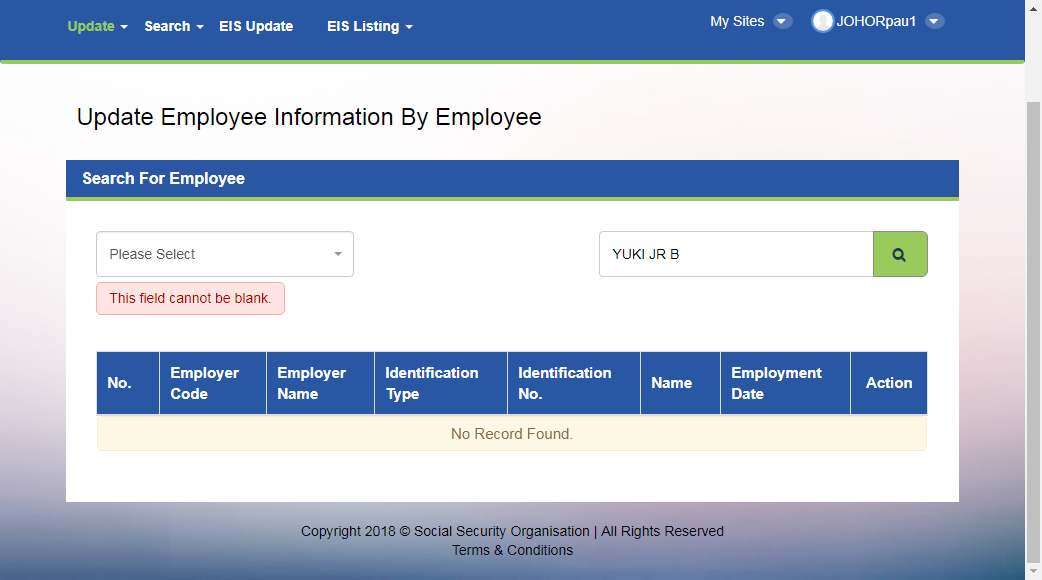 Update Search EIS Update EIS Listing My Sites JOHORpau1
Update Employee Information By Employee
Search For Employee
Please Select YUKI JR B
This field cannot be blank.
No. Employer Code Employer Name Identification Type Identification No. Name Employment Date Action
No Record Found.
Copyright 2018 © Social Security Organisation | All Rights Reserved
Terms & Conditions